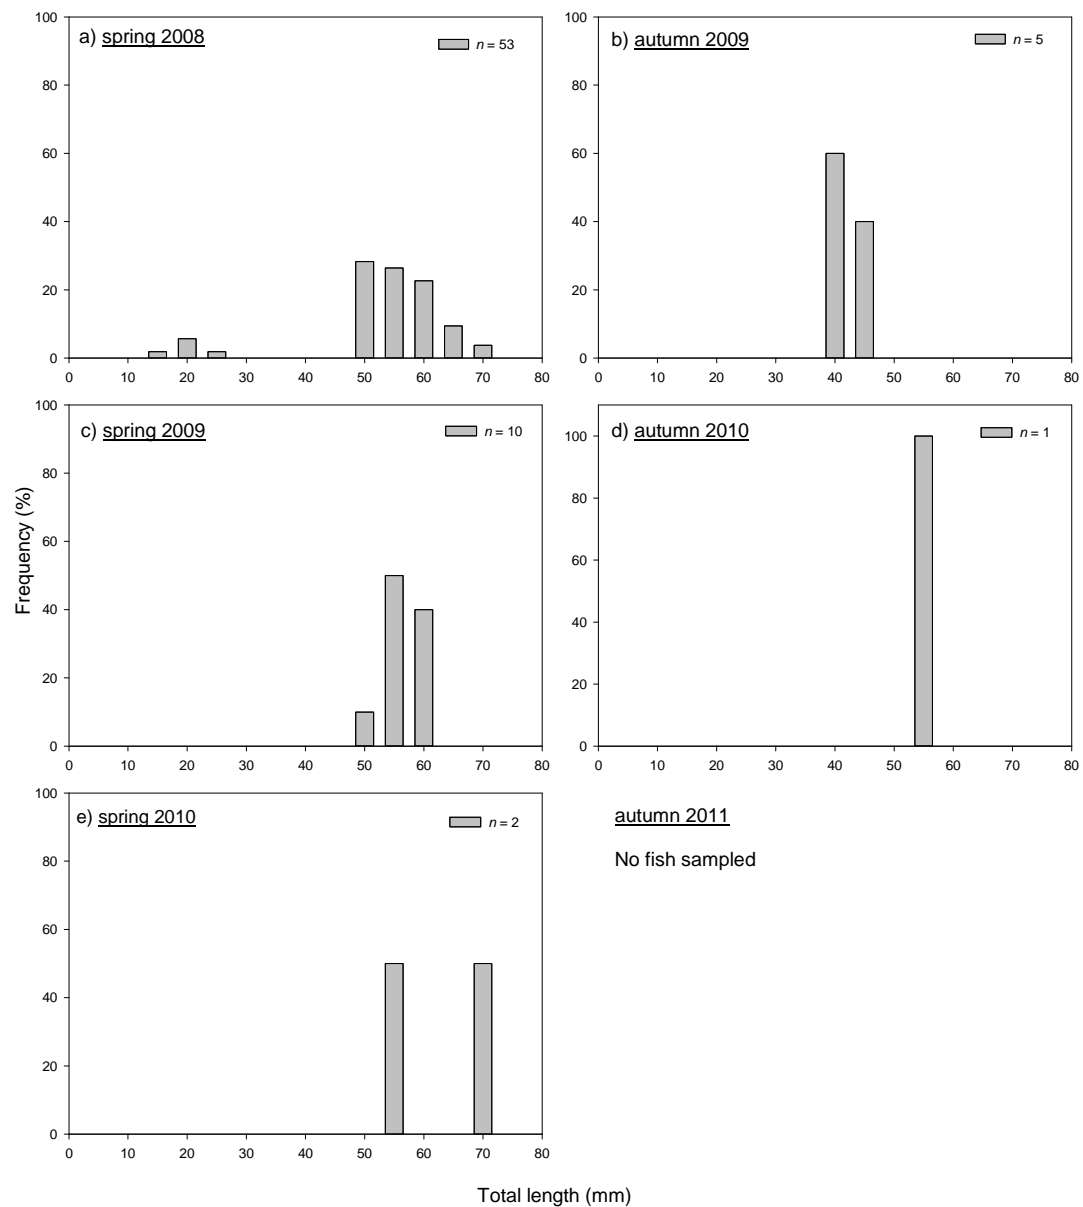 a) spring 2008
n = 53
100
80
60
40
20
0
0 10 20 30 40 50 60 70 80
b) autumn 2009
n = 5
100
80
60
40
20
0
0 10 20 30 40 50 60 70 80
c) spring 2009
n = 10
100
80
60
40
20
0
0 10 20 30 40 50 60 70 80
Frequency (%)
d) autumn 2010
n = 1
100
80
60
40
20
0
0 10 20 30 40 50 60 70 80
e) spring 2010
n = 2
100
80
60
40
20
0
0 10 20 30 40 50 60 70 80
autumn 2011
No fish sampled
Total length (mm)